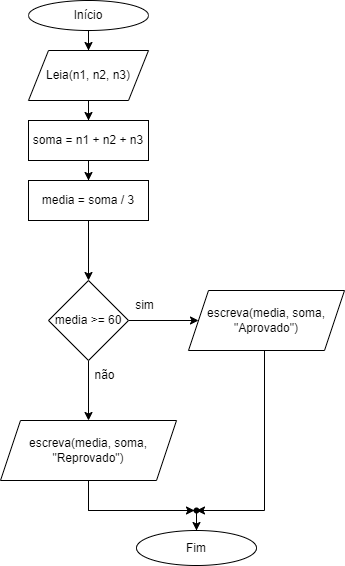 Início
Leia(n1, n2, n3)
soma = n1 + n2 + n3
media = soma / 3
media >= 60
sim
escreva(media, soma,
"Aprovado")
não
escreva(media, soma,
"Reprovado")
Fim